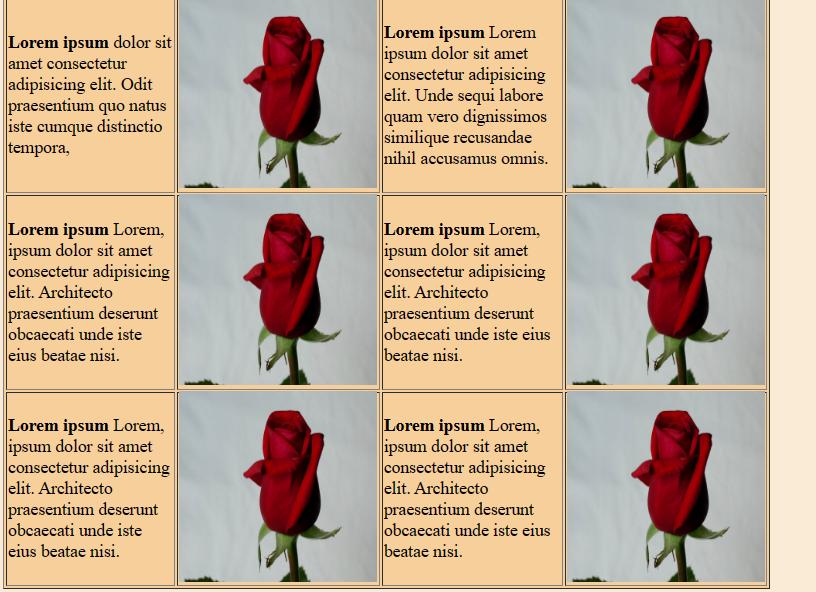 Lorem ipsum dolor sit
amet consectetur
adipisicing elit. Odit
praesentium quo natus
iste cumque distinctio
tempora,
Lorem ipsum Lorem
ipsum dolor sit amet
consectetur adipisicing
elit. Unde sequi labore
quam vero dignissimos
similique recusandae
nihil accusamus omnis.
Lorem ipsum Lorem,
ipsum dolor sit amet
consectetur adipisicing
elit. Architecto
praesentium deserunt
obcaecati unde iste
eius beatae nisi.
Lorem ipsum Lorem,
ipsum dolor sit amet
consectetur adipisicing
elit. Architecto
praesentium deserunt
obcaecati unde iste eius
beatae nisi.
Lorem ipsum Lorem,
ipsum dolor sit amet
consectetur adipisicing
elit. Architecto
praesentium deserunt
obcaecati unde iste
eius beatae nisi.
Lorem ipsum Lorem,
ipsum dolor sit amet
consectetur adipisicing
elit. Architecto
praesentium deserunt
obcaecati unde iste eius
beatae nisi.